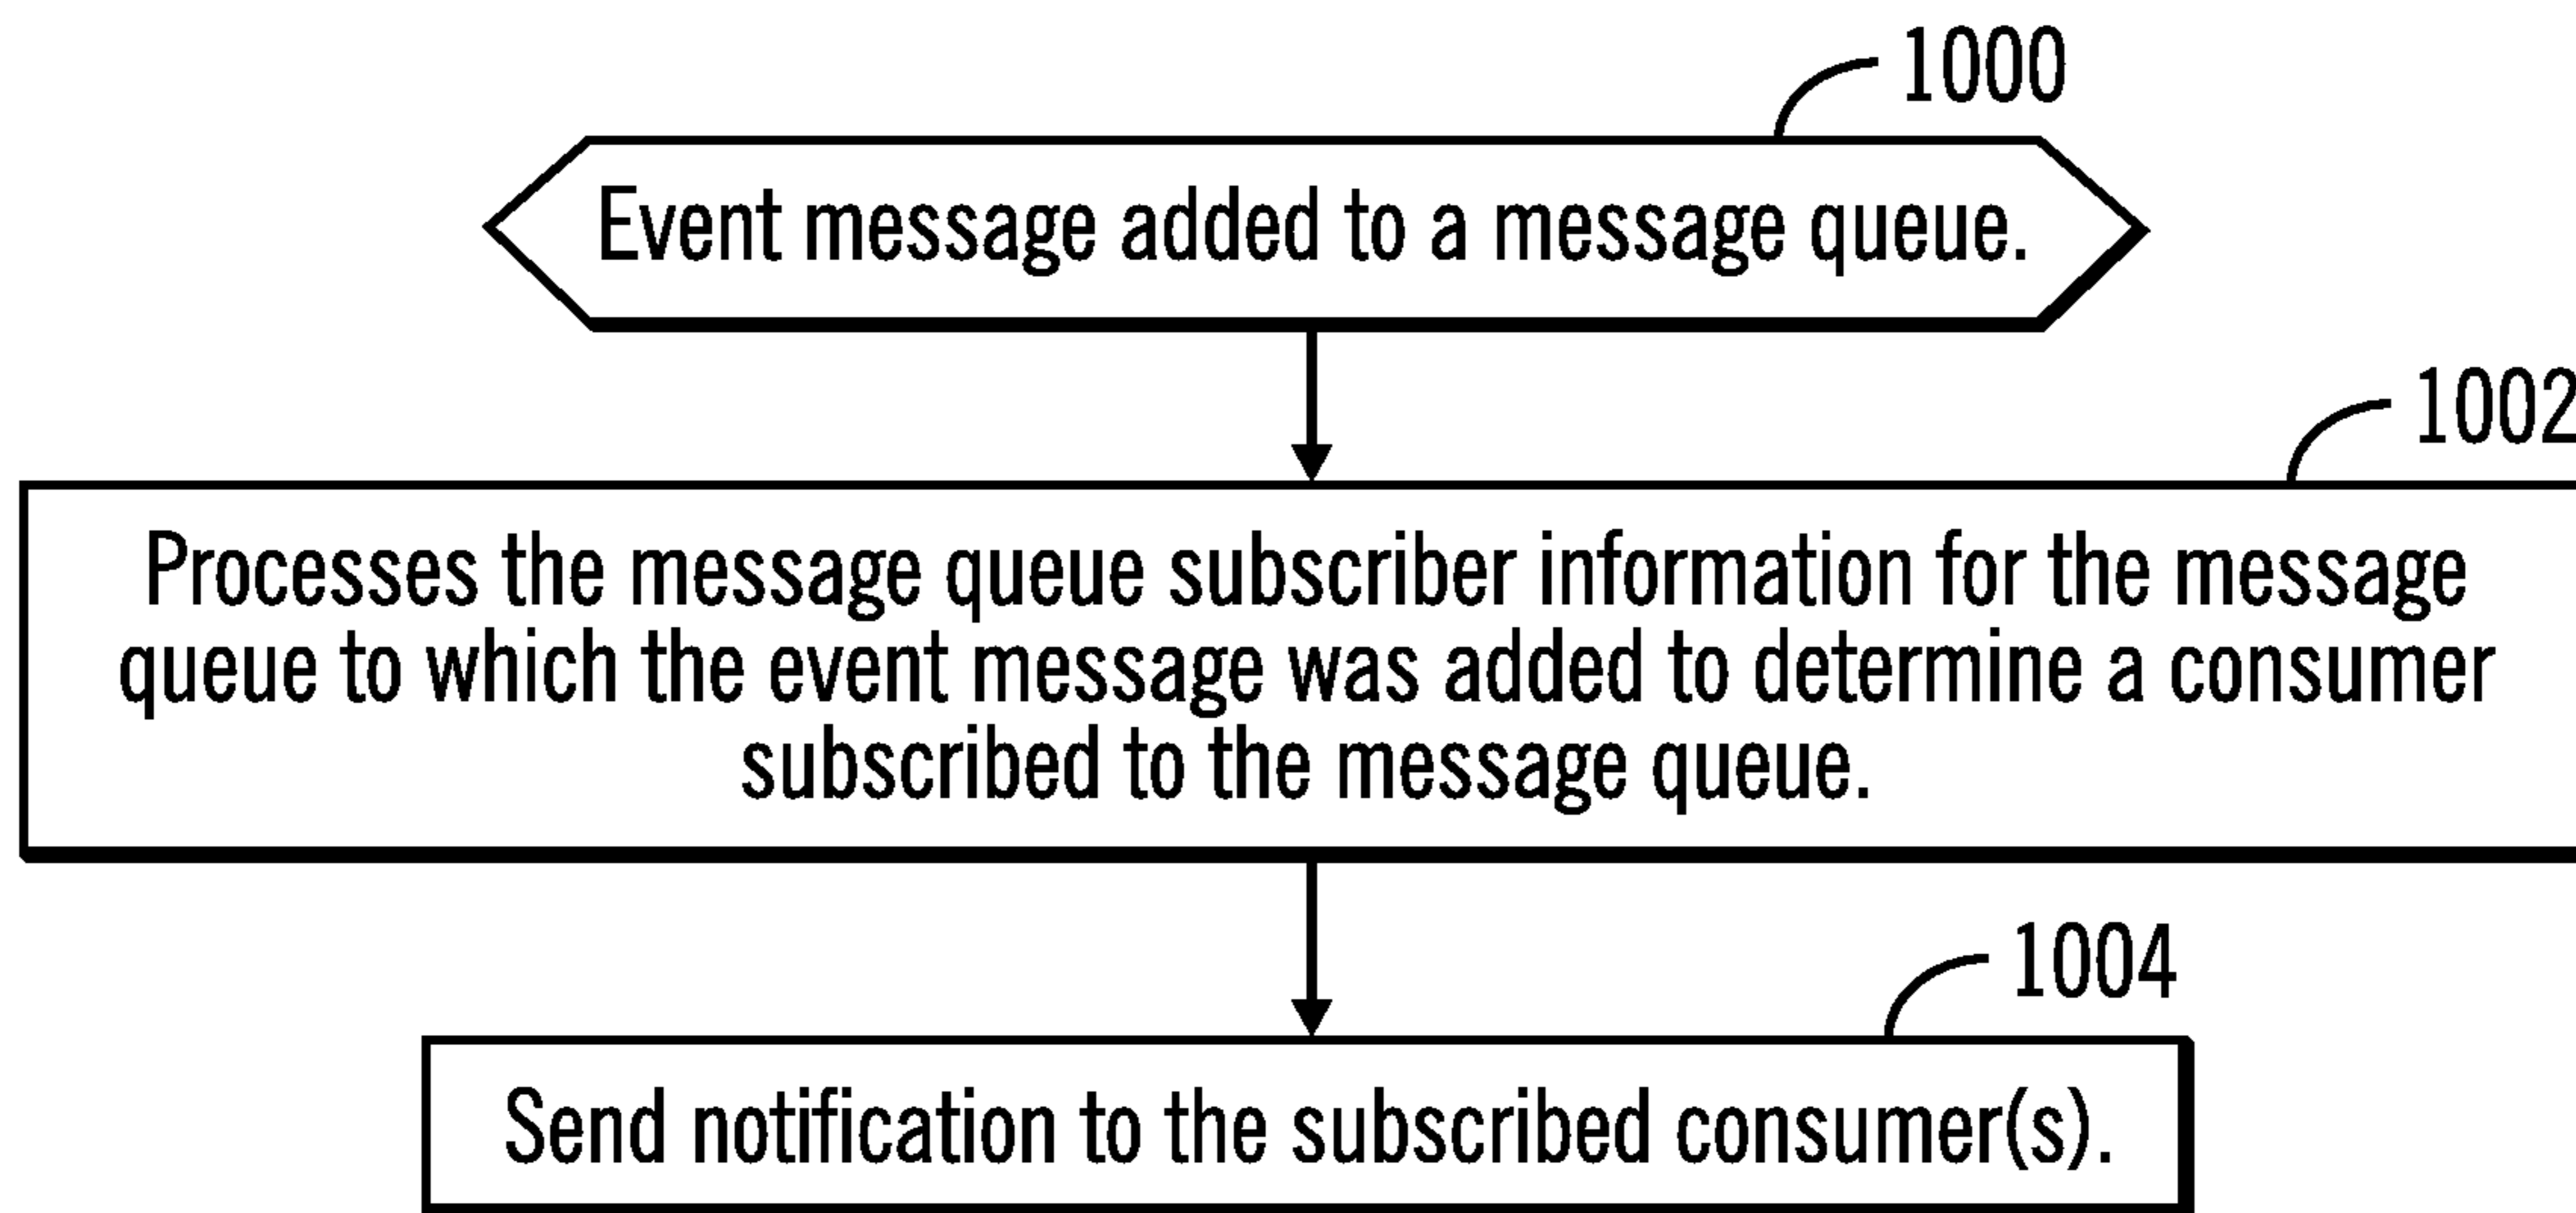 1000
Event message added to a message queue.
1002
Processes the message queue subscriber information for the message
queue to which the event message was added to determine a consumer
subscribed to the message queue.
1004
Send notification to the subscribed consumer(s).